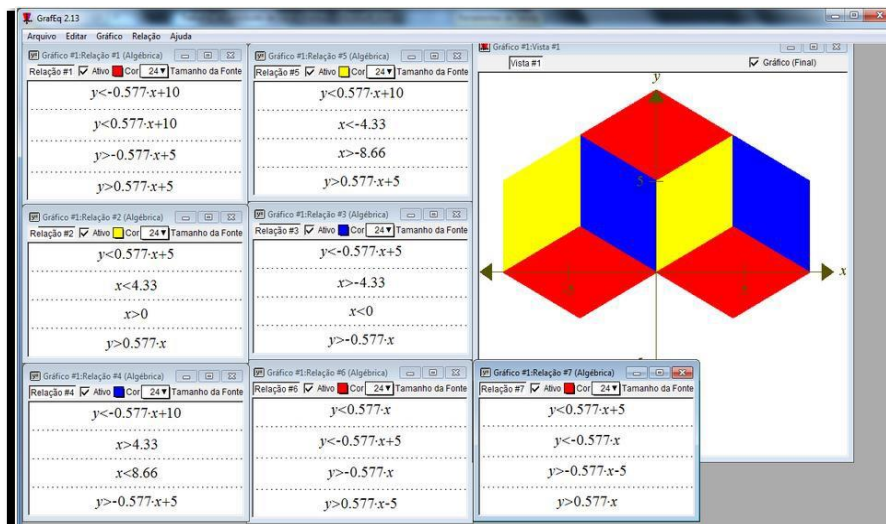 GrafEq 2.13
Arquivo Editar Gráfico Relação Ajuda
Gráfico #1:Relação #1 (Algébrica)
Relação #1 Ativo Cor 24 Tamanho da Fonte
y<-0.577·x+10
y<0.577·x+10
y>-0.577·x+5
y>0.577·x+5
Gráfico #1:Relação #5 (Algébrica)
Relação #5 Ativo Cor 24 Tamanho da Fonte
y<0.577·x+10
x<-4.33
x>-8.66
y>0.577·x+5
Gráfico #1:Vista #1
Vista #1 Gráfico (Final)
y
5
x
Gráfico #1:Relação #2 (Algébrica)
Relação #2 Ativo Cor 24 Tamanho da Fonte
y<0.577·x+5
x<4.33
x>0
y>0.577·x
Gráfico #1:Relação #3 (Algébrica)
Relação #3 Ativo Cor 24 Tamanho da Fonte
y<-0.577·x+5
x>-4.33
x<0
y>-0.577·x
Gráfico #1:Relação #4 (Algébrica)
Relação #4 Ativo Cor 24 Tamanho da Fonte
y<-0.577·x+10
x>4.33
x<8.66
y>-0.577·x+5
Gráfico #1:Relação #6 (Algébrica)
Relação #6 Ativo Cor 24 Tamanho da Fonte
y<0.577·x
y<-0.577·x+5
y>-0.577·x
y>0.577·x-5
Gráfico #1:Relação #7 (Algébrica)
Relação #7 Ativo Cor 24 Tamanho da Fonte
y<0.577·x+5
y<-0.577·x
y>-0.577·x-5
y>0.577·x